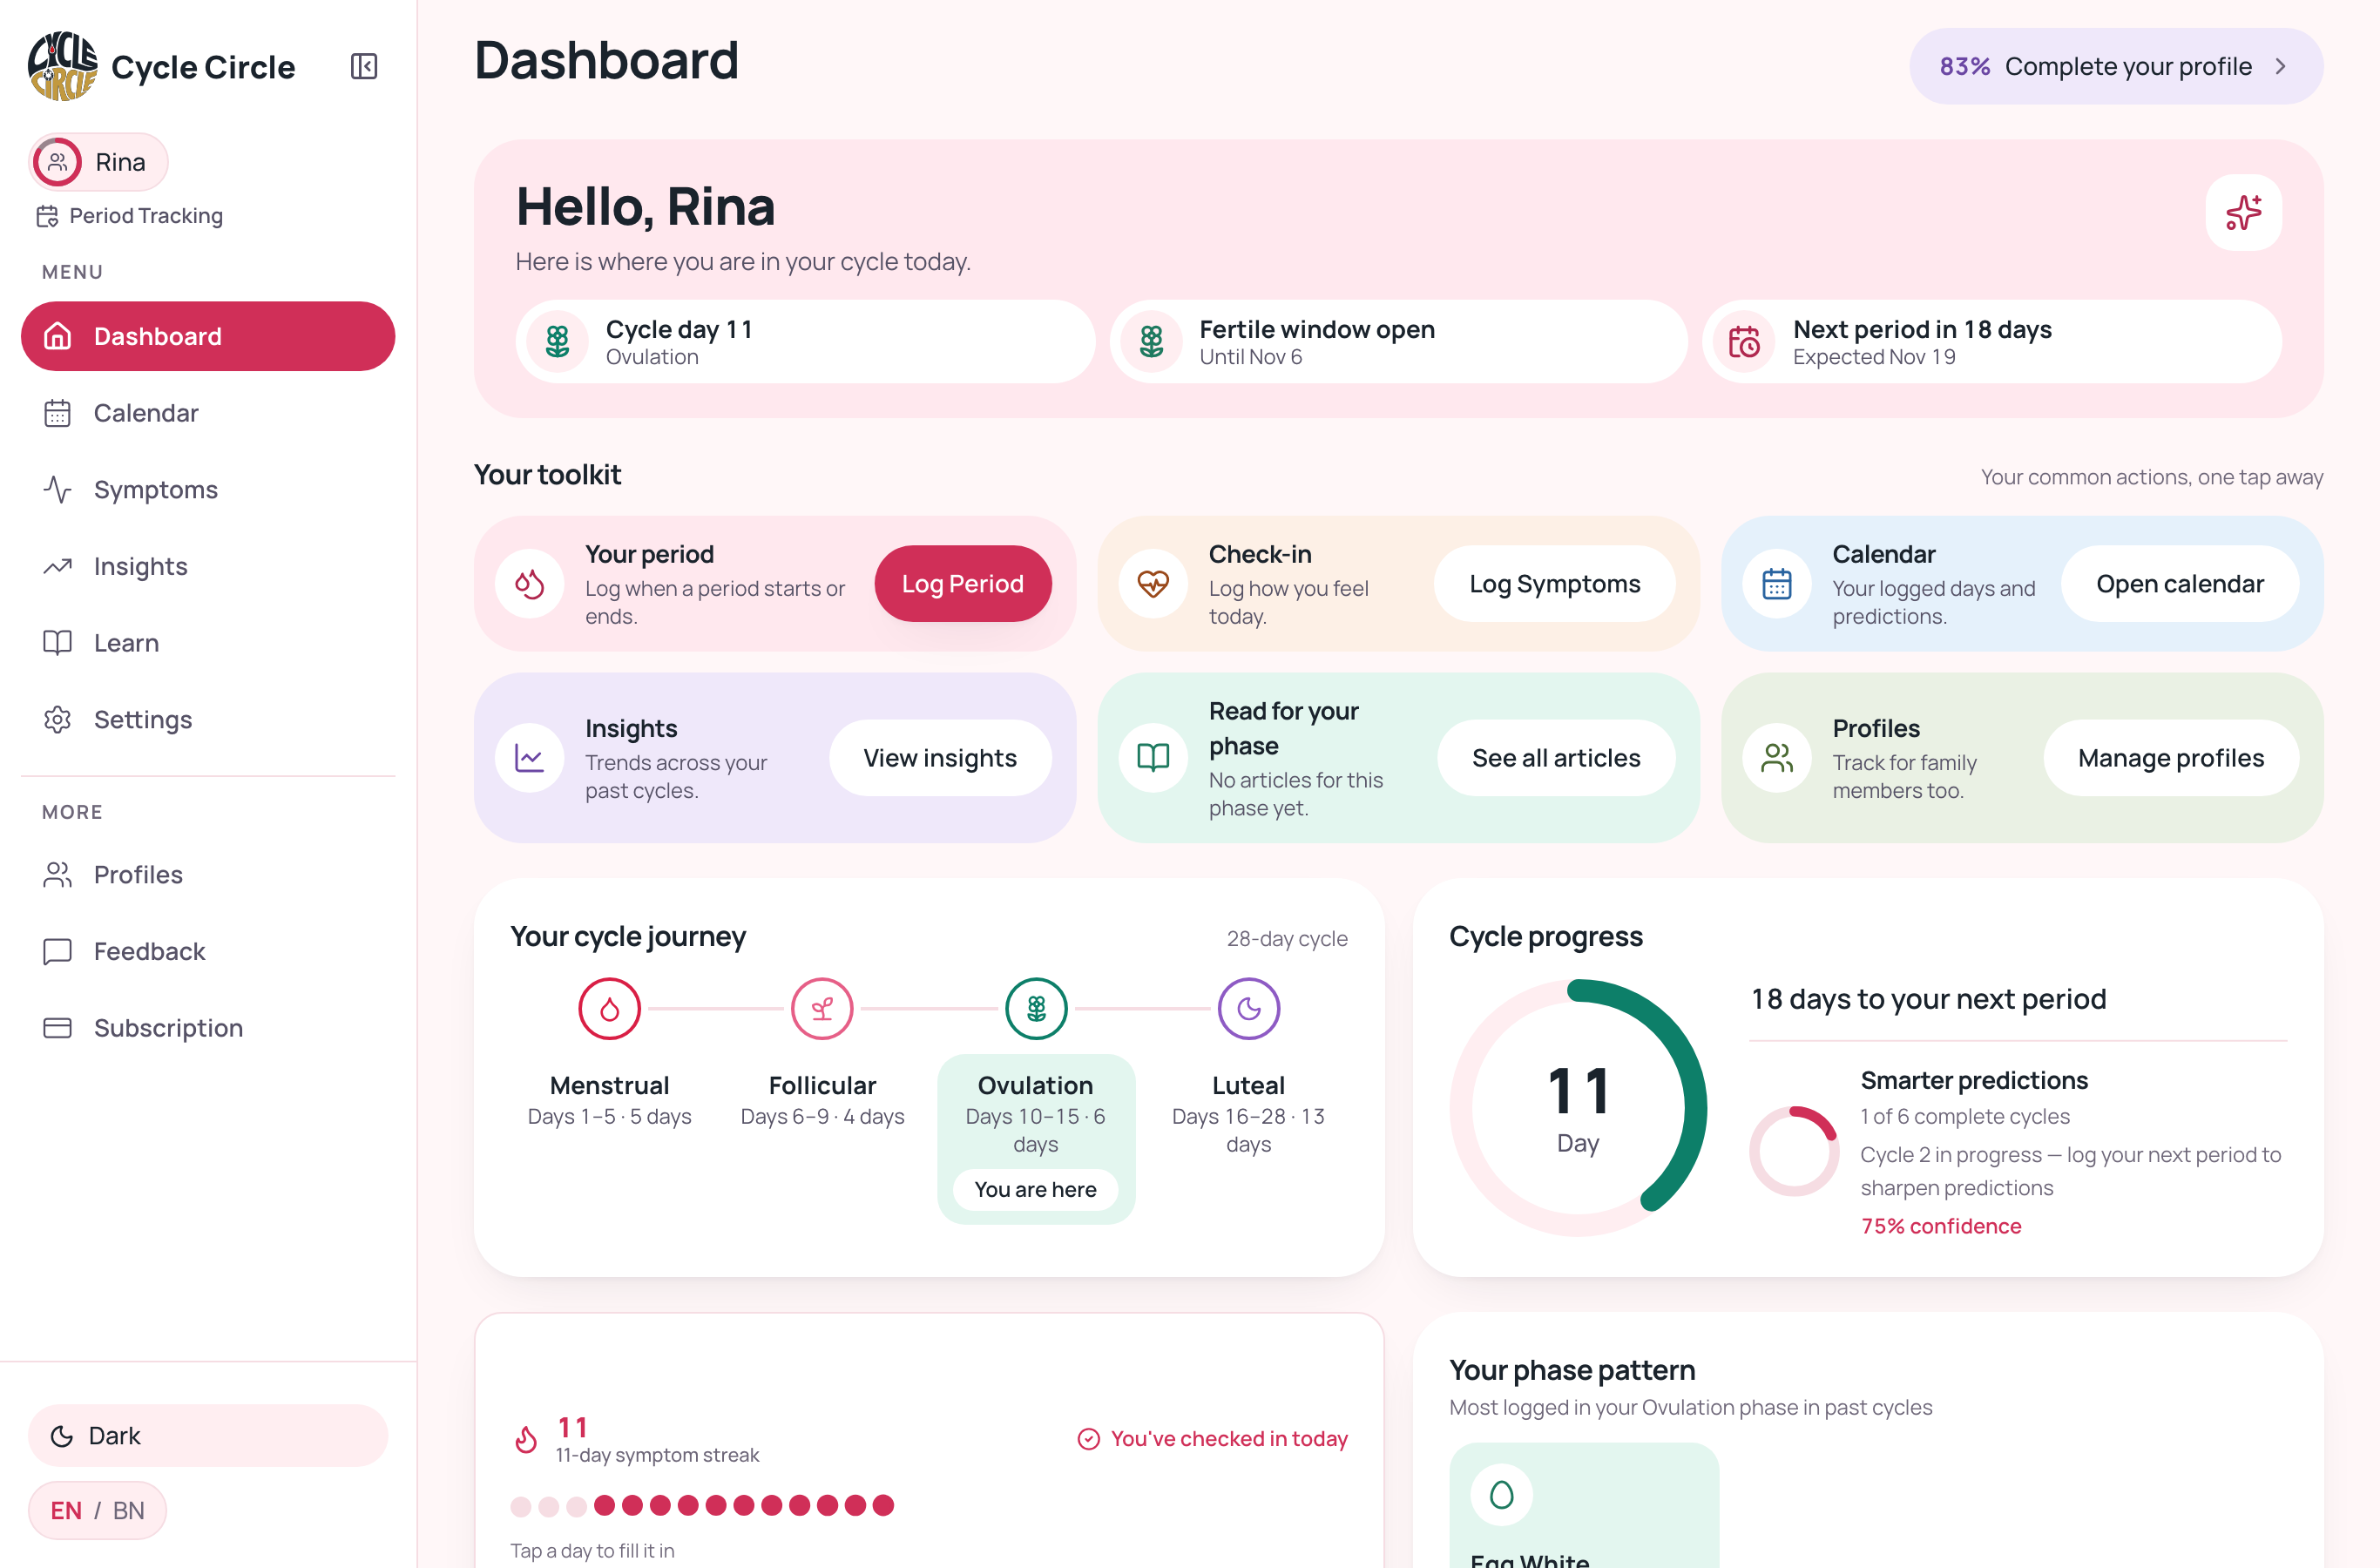 CYCLE
CIRCLE
Cycle Circle
Rina
Period Tracking
MENU
Dashboard
Calendar
Symptoms
Insights
Learn
Settings
MORE
Profiles
Feedback
Subscription
Dark
EN / BN
Dashboard
83% Complete your profile
Hello, Rina
Here is where you are in your cycle today.
Cycle day 11
Ovulation
Fertile window open
Until Nov 6
Next period in 18 days
Expected Nov 19
Your toolkit
Your common actions, one tap away
Your period
Log when a period starts or
ends.
Log Period
Check-in
Log how you feel
today.
Log Symptoms
Calendar
Your logged days and
predictions.
Open calendar
Insights
Trends across your
past cycles.
View insights
Read for your
phase
No articles for this
phase yet.
See all articles
Profiles
Track for family
members too.
Manage profiles
Your cycle journey
28-day cycle
Menstrual
Days 1–5 · 5 days
Follicular
Days 6–9 · 4 days
Ovulation
Days 10–15 · 6
days
You are here
Luteal
Days 16–28 · 13
days
Cycle progress
11
Day
18 days to your next period
Smarter predictions
1 of 6 complete cycles
Cycle 2 in progress — log your next period to
sharpen predictions
75% confidence
11
11-day symptom streak
You've checked in today
Tap a day to fill it in
Your phase pattern
Most logged in your Ovulation phase in past cycles
Egg White